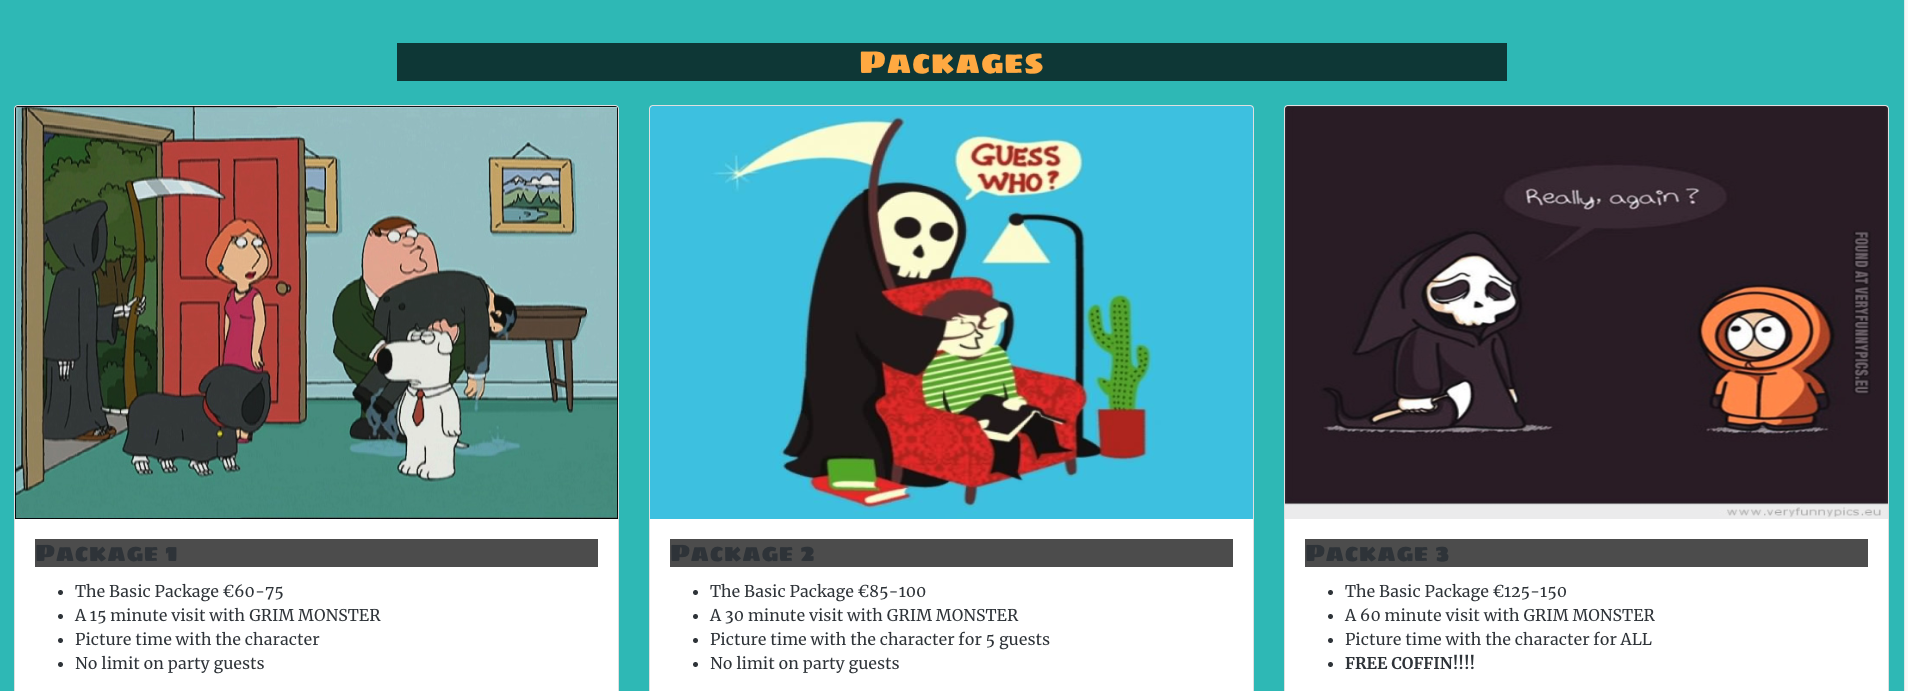 Packages
GUESS
WHO?
Really, again?
FOUND AT VERYFUNNYPICS.EU
www.veryfunnypics.eu
Package 1
• The Basic Package €60-75
• A 15 minute visit with GRIM MONSTER
• Picture time with the character
• No limit on party guests
Package 2
• The Basic Package €85-100
• A 30 minute visit with GRIM MONSTER
• Picture time with the character for 5 guests
• No limit on party guests
Package 3
• The Basic Package €125-150
• A 60 minute visit with GRIM MONSTER
• Picture time with the character for ALL
• FREE COFFIN!!!!